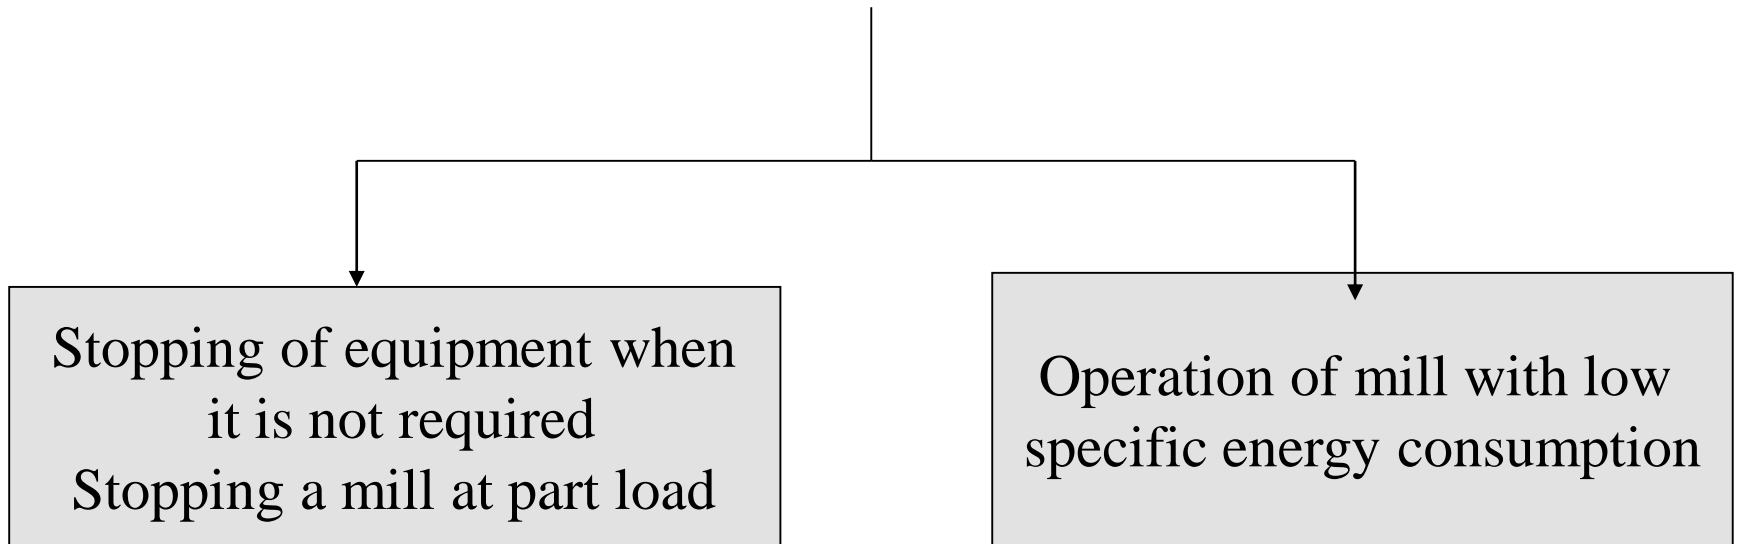 Stopping of equipment when
it is not required
Stopping a mill at part load
Operation of mill with low
specific energy consumption